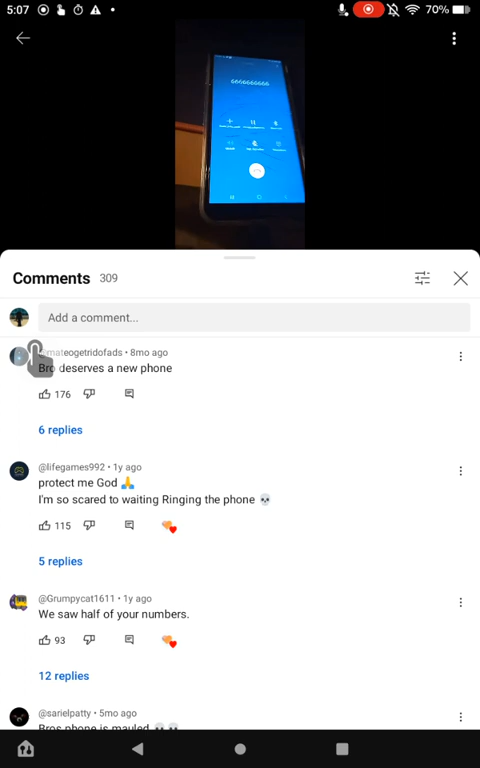 5:07
70%
6666666666
Comments 309
Add a comment...
mateogetridofads • 8mo ago
Bro deserves a new phone
176
6 replies
@lifegames992 • 1y ago
protect me God 🙏
I'm so scared to waiting Ringing the phone 💀
115
5 replies
@Grumpycat1611 • 1y ago
We saw half of your numbers.
93
12 replies
@sarielpatty • 5mo ago
Bros phone is mauled 💀💀